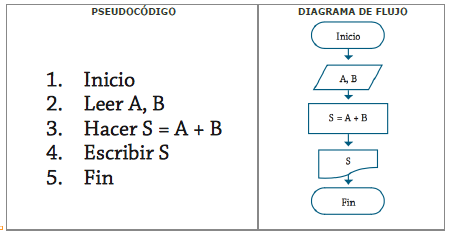 PSEUDOCÓDIGO
1. Inicio
2. Leer A, B
3. Hacer S = A + B
4. Escribir S
5. Fin
DIAGRAMA DE FLUJO
Inicio
A, B
S = A + B
S
Fin